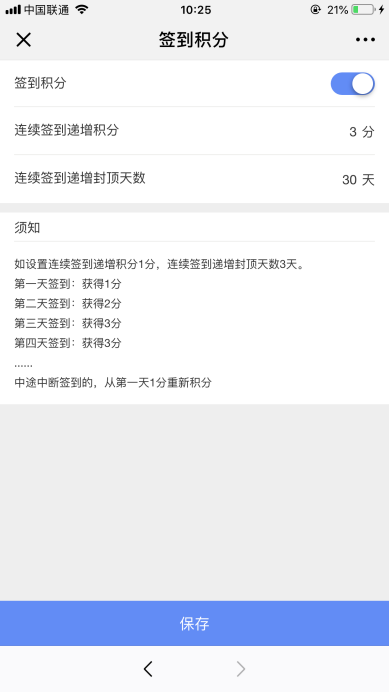 中国联通 10:25 21%
签到积分
签到积分
连续签到递增积分 3 分
连续签到递增封顶天数 30 天
须知
如设置连续签到递增积分1分，连续签到递增封顶天数3天。
第一天签到：获得1分
第二天签到：获得2分
第三天签到：获得3分
第四天签到：获得3分
......
中途中断签到的，从第一天1分重新积分
保存